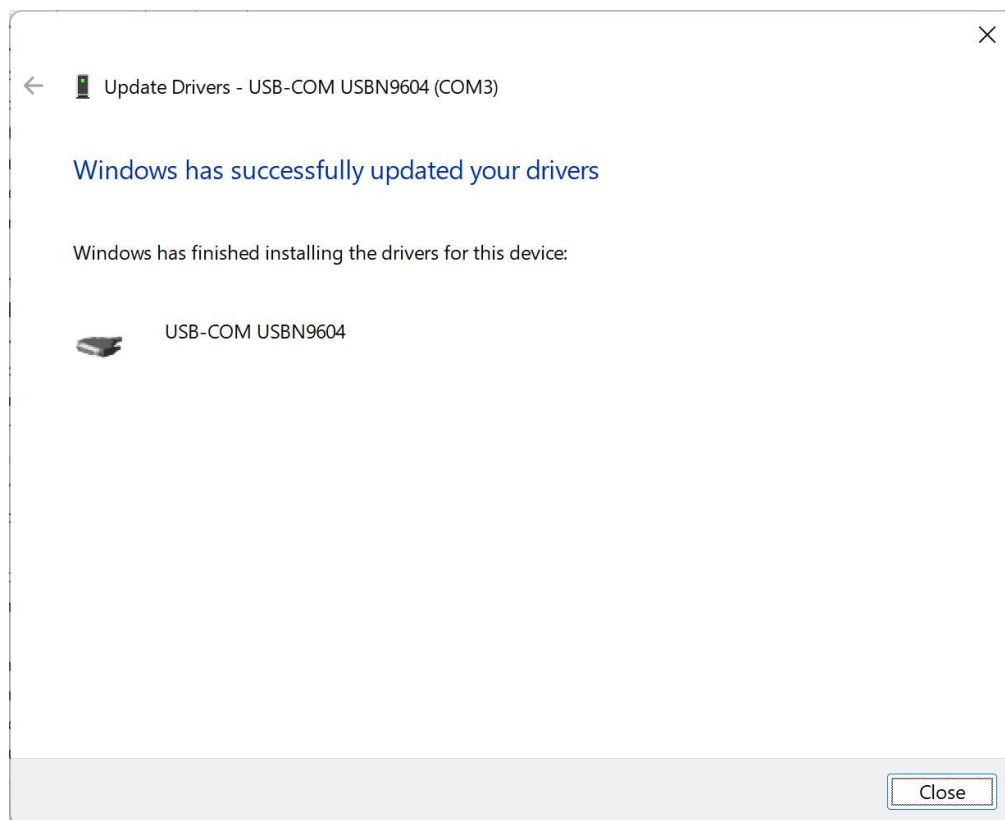 Update Drivers - USB-COM USBN9604 (COM3)
Windows has successfully updated your drivers
Windows has finished installing the drivers for this device:
USB-COM USBN9604
Close